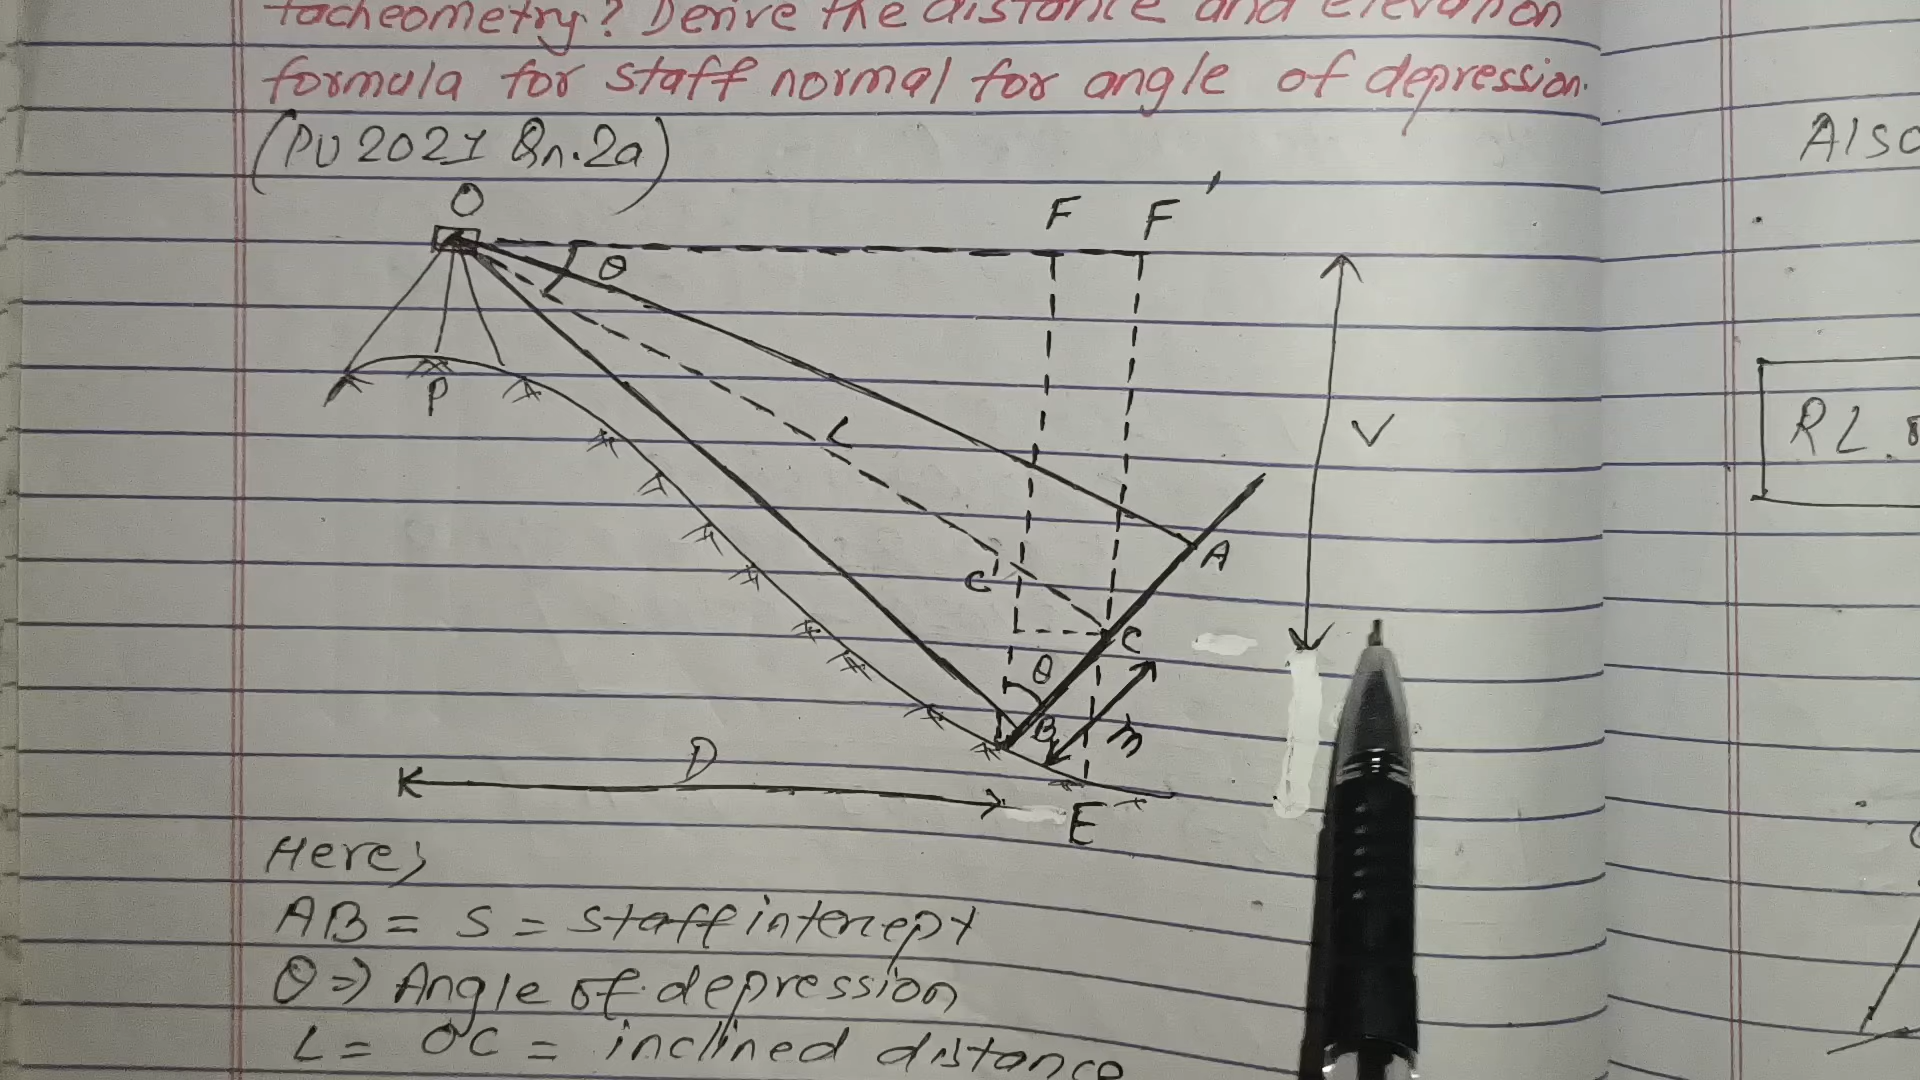 tacheometry? Derive the distance and elevation
formula for staff normal for angle of depression.
(PU 2021 Qn.2a)
Also
O
F F'
θ
P
L
V
RL.
A
C'
C
θ
B
h
D
E
Here,
AB = S = staff intercept
θ => Angle of depression
L = OC = inclined distance